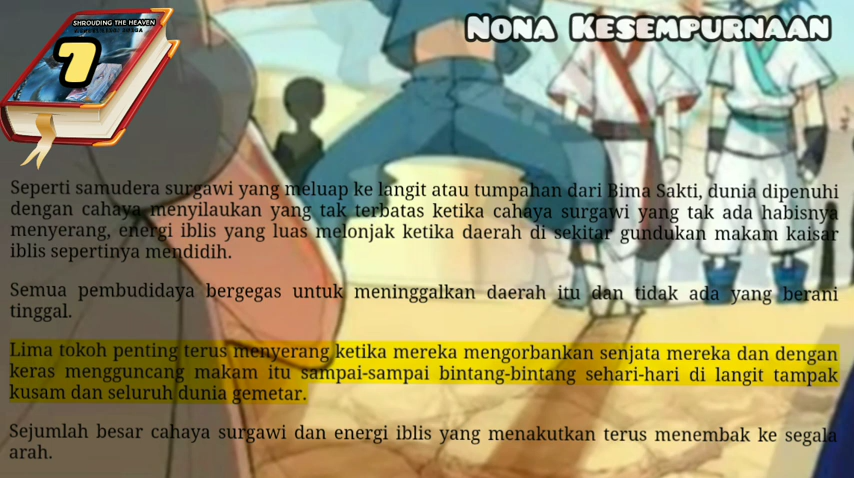 SHROUDING THE HEAVEN
7
NONA KESEMPURNAAN
Seperti samudera surgawi yang meluap ke langit atau tumpahan dari Bima Sakti, dunia dipenuhi
dengan cahaya menyilaukan yang tak terbatas ketika cahaya surgawi yang tak ada habisnya
menyerang, energi iblis yang luas melonjak ketika daerah di sekitar gundukan makam kaisar
iblis sepertinya mendidih.
Semua pembudidaya bergegas untuk meninggalkan daerah itu dan tidak ada yang berani
tinggal.
Lima tokoh penting terus menyerang ketika mereka mengorbankan senjata mereka dan dengan
keras mengguncang makam itu sampai-sampai bintang-bintang sehari-hari di langit tampak
kusam dan seluruh dunia gemetar.
Sejumlah besar cahaya surgawi dan energi iblis yang menakutkan terus menembak ke segala
arah.